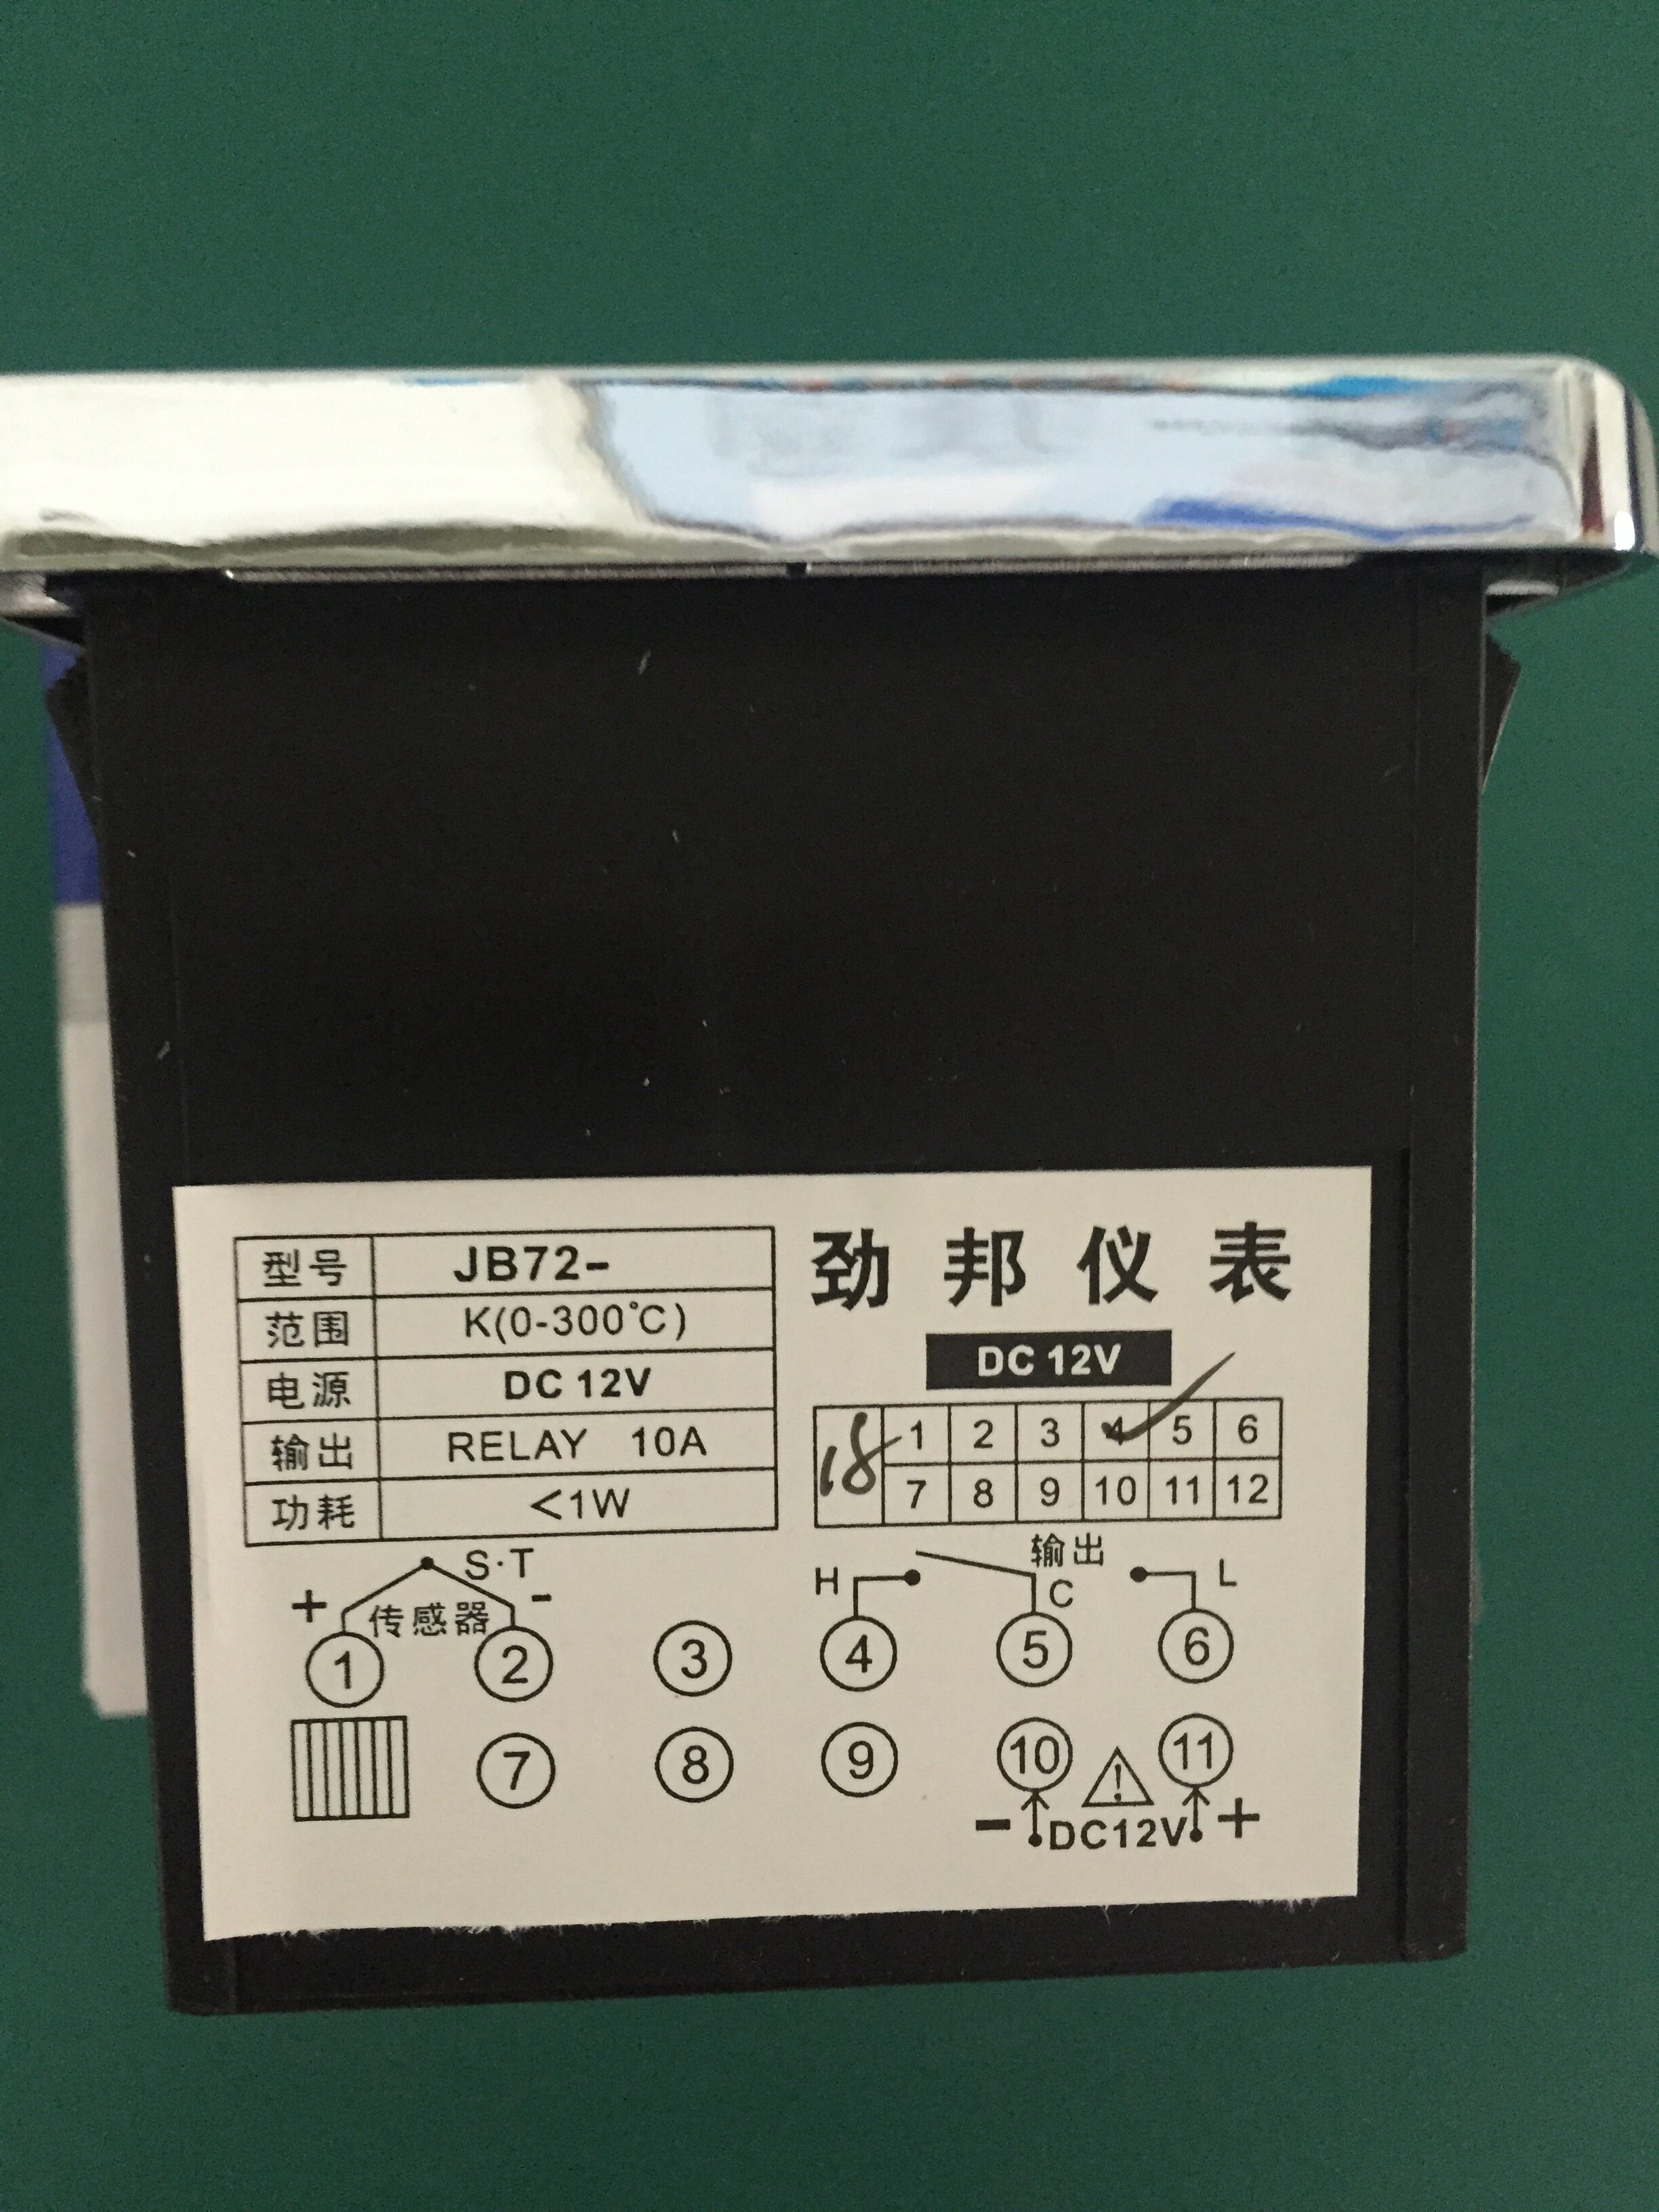 型号 JB72-
范围 K(0-300℃)
电源 DC 12V
输出 RELAY 10A
功耗 <1W
劲邦仪表
DC 12V
18 1 2 3 4 5 6
7 8 9 10 11 12
S·T
+ 传感器 -
输出
H C L
① ② ③ ④ ⑤ ⑥
⑦ ⑧ ⑨ ⑩ ⑪
- DC12V +